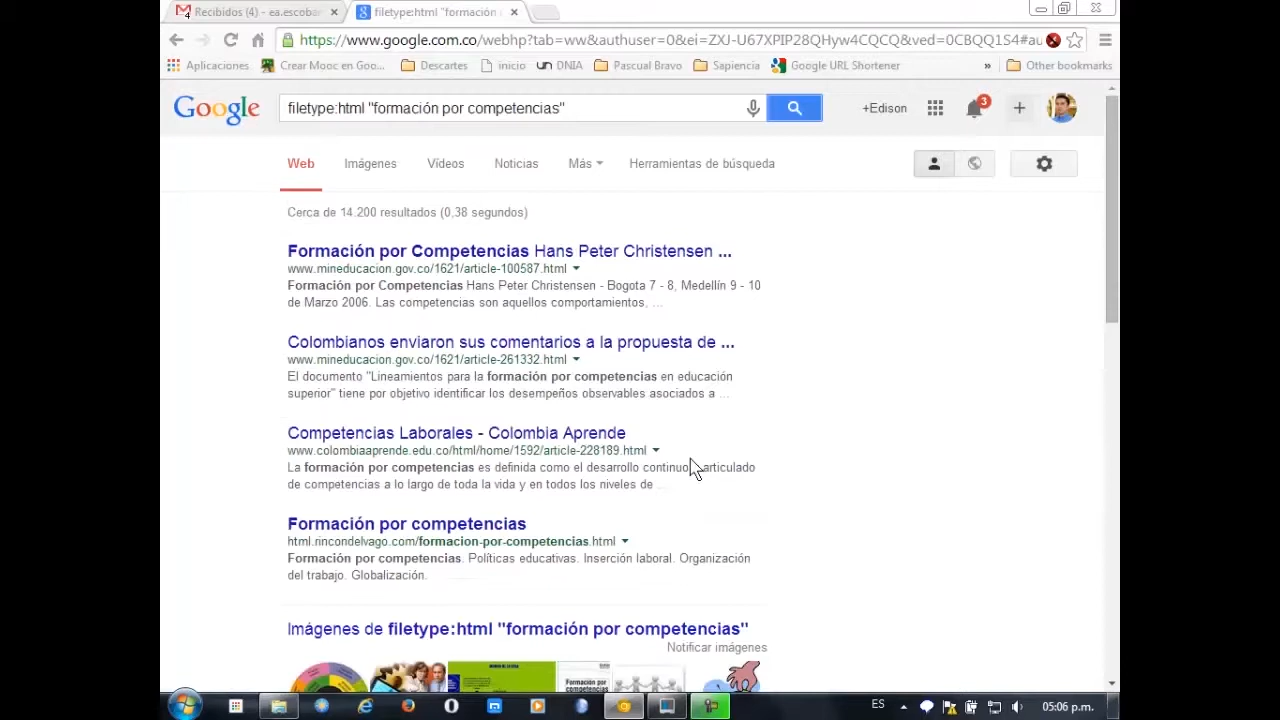 Recibidos (4) - ea.escobar
filetype:html "formación
https://www.google.com.co/webhp?tab=ww&authuser=0&ei=ZXJ-U67XPIP28QHyw4CQCQ&ved=0CBQQ1S4#au
Aplicaciones Crear Mooc en Goo... Descartes inicio DNIA Pascual Bravo Sapiencia Google URL Shortener » Other bookmarks
Google filetype:html "formación por competencias" +Edison 3
Web Imágenes Vídeos Noticias Más Herramientas de búsqueda
Cerca de 14.200 resultados (0,38 segundos)
Formación por Competencias Hans Peter Christensen ...
www.mineducacion.gov.co/1621/article-100587.html
Formación por Competencias Hans Peter Christensen - Bogota 7 - 8, Medellín 9 - 10
de Marzo 2006. Las competencias son aquellos comportamientos, ...
Colombianos enviaron sus comentarios a la propuesta de ...
www.mineducacion.gov.co/1621/article-261332.html
El documento "Lineamientos para la formación por competencias en educación
superior" tiene por objetivo identificar los desempeños observables asociados a ...
Competencias Laborales - Colombia Aprende
www.colombiaaprende.edu.co/html/home/1592/article-228189.html
La formación por competencias es definida como el desarrollo continuo articulado
de competencias a lo largo de toda la vida y en todos los niveles de ...
Formación por competencias
html.rincondelvago.com/formacion-por-competencias.html
Formación por competencias. Políticas educativas. Inserción laboral. Organización
del trabajo. Globalización.
Imágenes de filetype:html "formación por competencias"
Notificar imágenes
Formación por
competencias
ES 05:06 p.m.